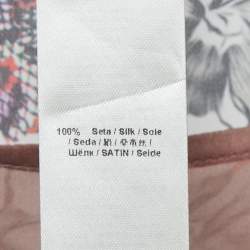 100% Seta / Silk / Soie
/ Seda / 絹 /
Шёлк / SATIN / Seide